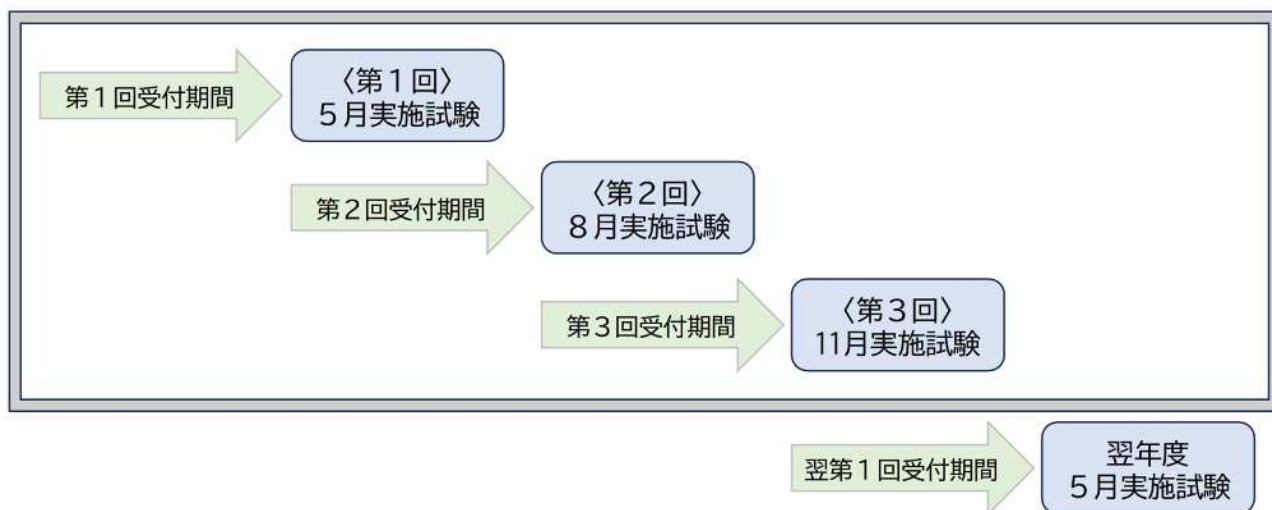 第1回受付期間
〈第1回〉
5月実施試験
第2回受付期間
〈第2回〉
8月実施試験
第3回受付期間
〈第3回〉
11月実施試験
翌第1回受付期間
翌年度
5月実施試験